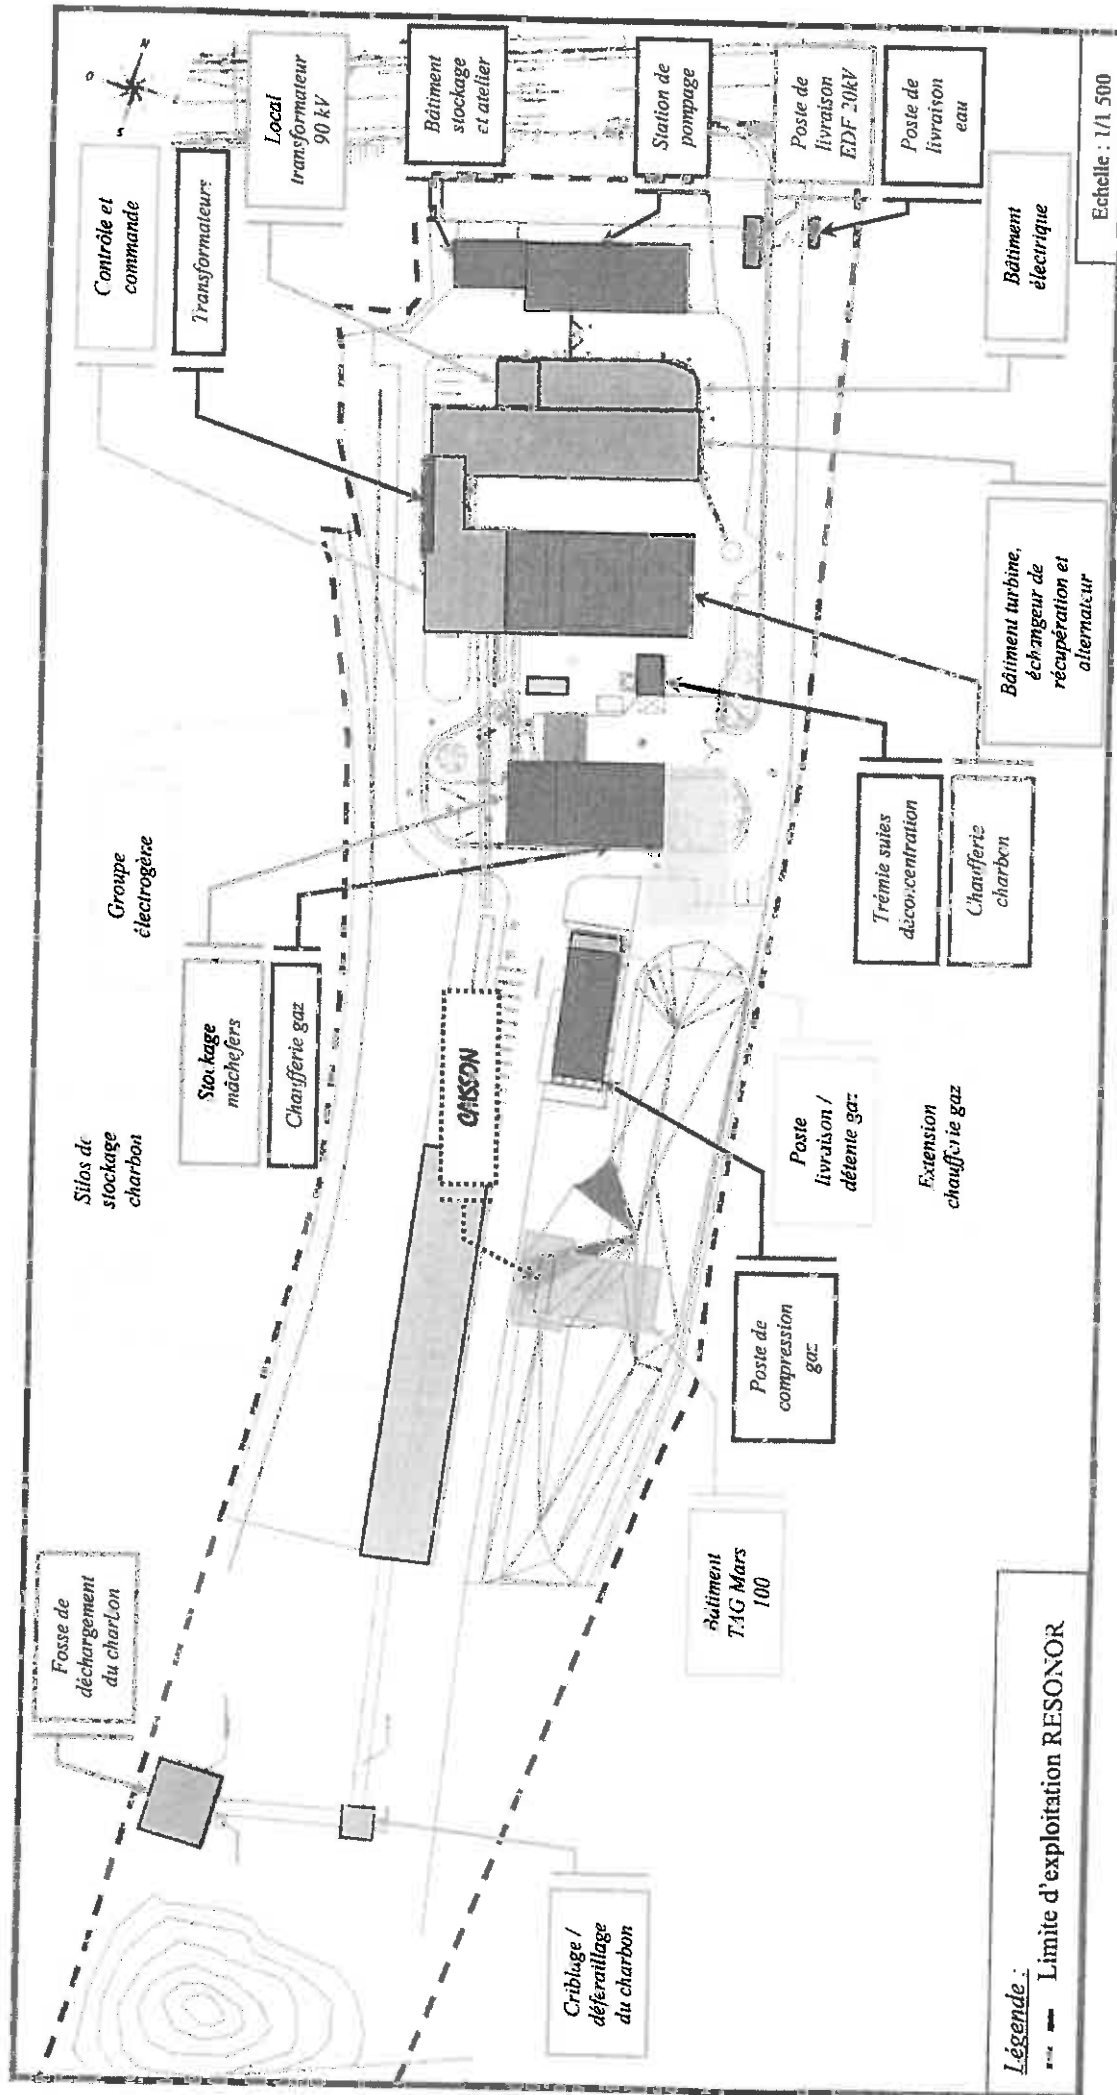 Fosse de
déchargement
du charbon
Silos de
stockage
charbon
Stockage
mâchefers
Chaufferie gaz
Groupe
électrogène
Contrôle et
commande
Transformateurs
Local
transformateur
90 kV
Bâtiment
stockage
et atelier
Station de
pompage
Poste de
livraison
EDF 20kV
Poste de
livraison
eau
N
O
S
CAISSON
Criblage /
déferaillage
du charbon
Bâtiment
TAG Mars
100
Poste de
compression
gaz
Poste
livraison /
détente gaz
Extension
chaufferie gaz
Trémie suies
déconcentration
Chaufferie
charbon
Bâtiment turbine,
échangeur de
récupération et
alternateur
Bâtiment
électrique
Légende :
Limite d'exploitation RESONOR
Echelle : 1/1 500